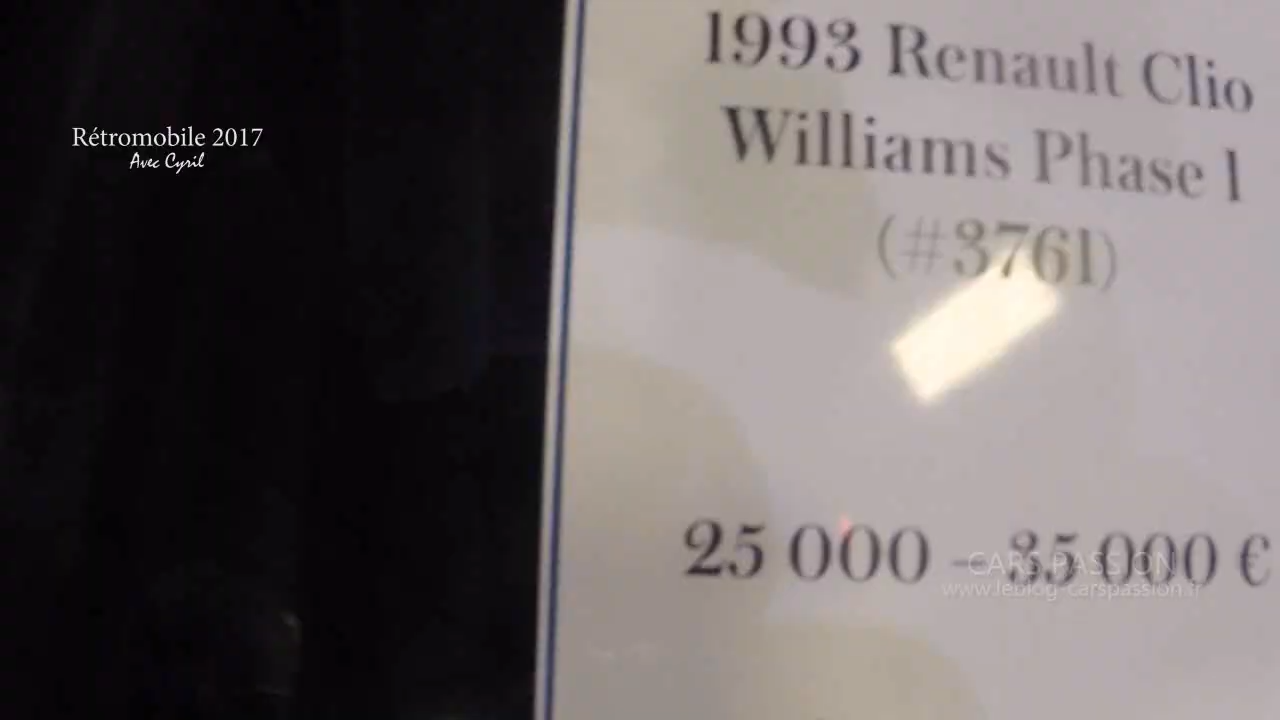 Rétromobile 2017
Avec Cyril
1993 Renault Clio
Williams Phase 1
(#3761)
25 000 – 35 000 €
CARS PASSION
www.leblog-carspassion.fr